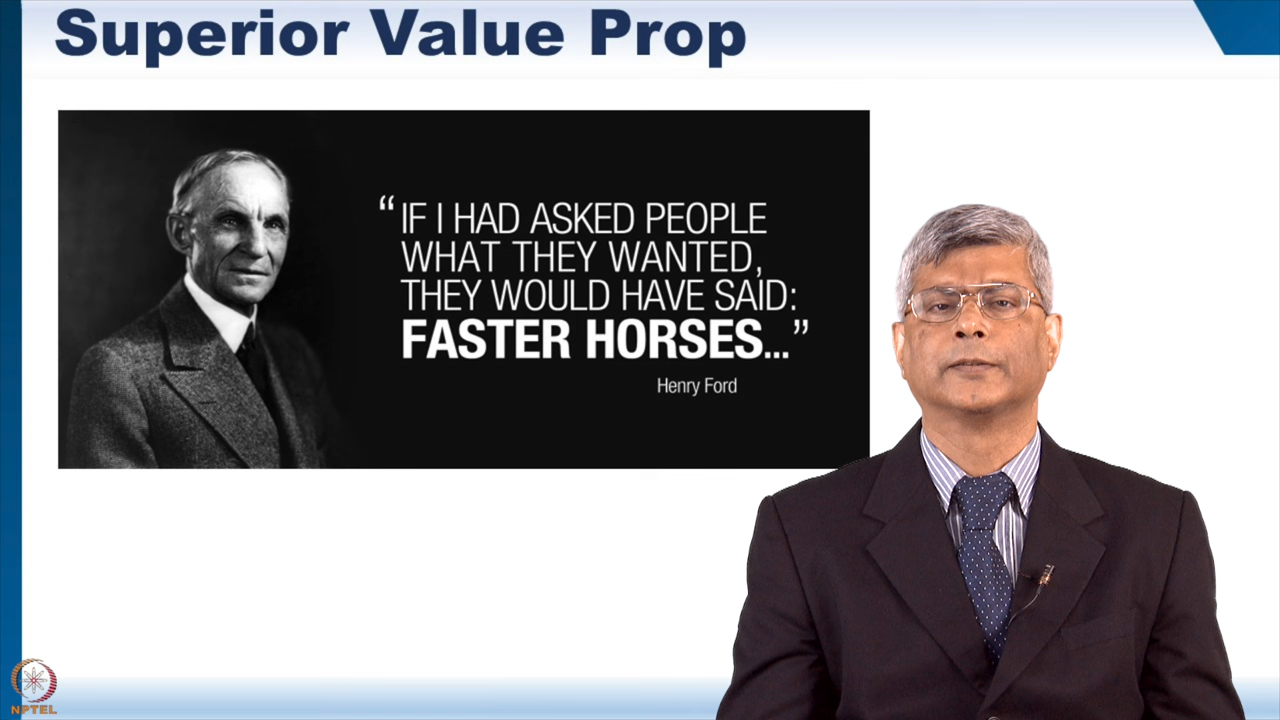 Superior Value Prop
“IF I HAD ASKED PEOPLE
WHAT THEY WANTED,
THEY WOULD HAVE SAID:
FASTER HORSES...”
Henry Ford
NPTEL